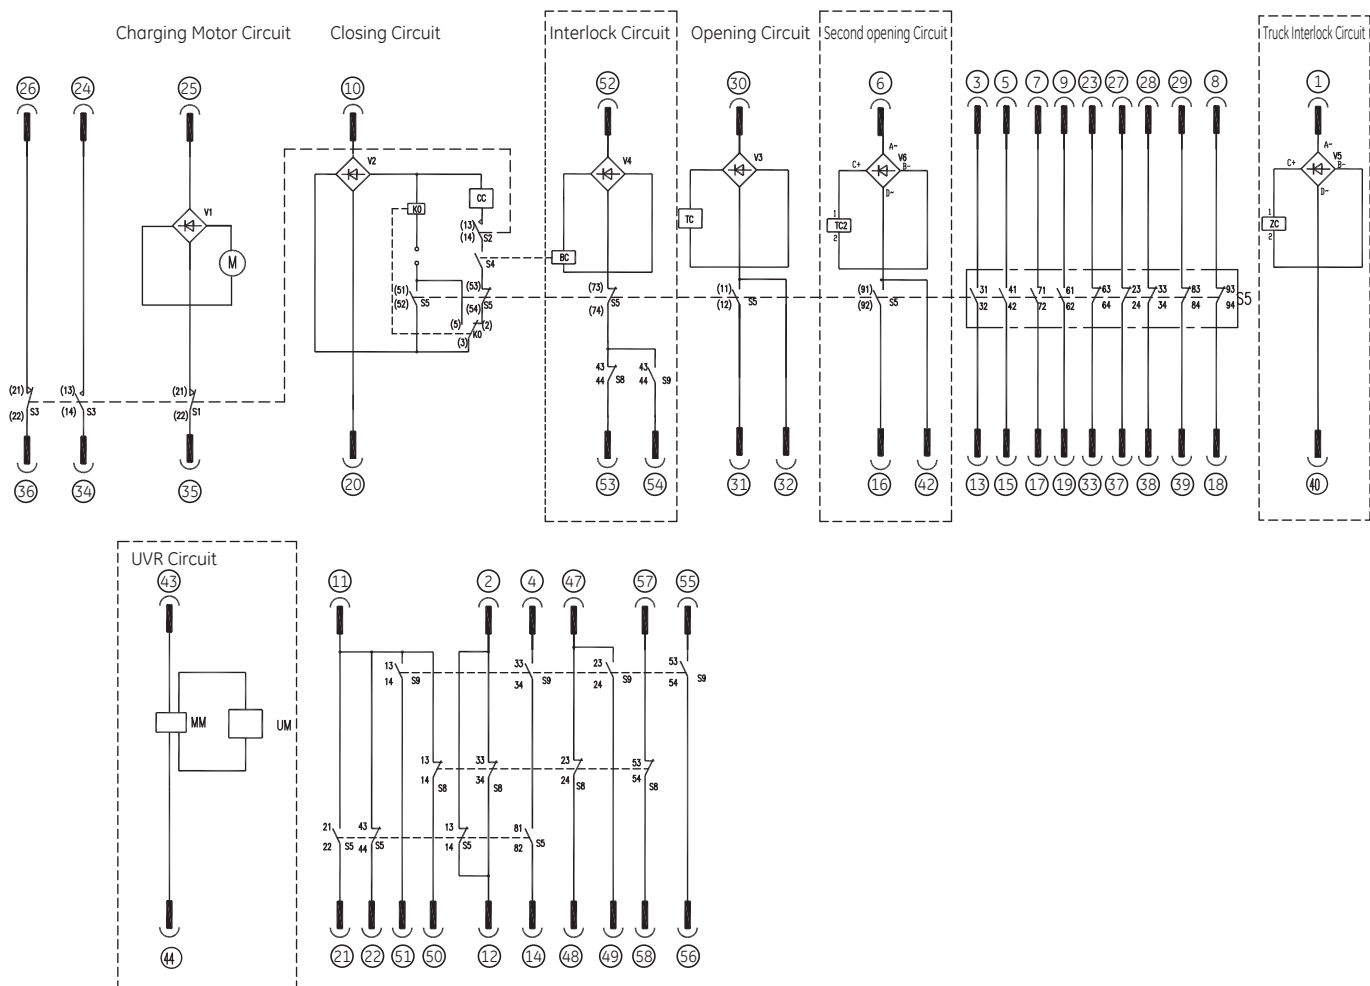 Charging Motor Circuit Closing Circuit Interlock Circuit Opening Circuit Second opening Circuit Truck Interlock Circuit
26 24 25 10 52 30 6 3 5 7 9 23 27 28 29 8 1
V2 V4 V3 A~ V6 C+ B- D~ A~ V5 C+ B- D~
V1 M
K0 CC
(13)
(14) S2
S4
BC
TC
1
TC2
2
1
ZC
2
(51)
(52) S5
(53)
(54) S5
(5) (2)
K0
(3)
(73)
(74) S5
(11)
(12) S5
(91)
(92) S5
31 41 71 61 63 23 33 83 93
32 42 72 62 64 24 34 84 94
S5
43
44 S8
43
44 S9
(21)
(22) S3
(13)
(14) S3
(21)
(22) S1
36 34 35 20 53 54 31 32 16 42 13 15 17 19 33 37 38 39 18 40
UVR Circuit
43 11 2 4 47 57 55
MM UM
13
14 S9
33
34 S9
23
24 S9
53
54 S9
13
14 S8
33
34 S8
23
24 S8
53
54 S8
21
22 S5
43
44 S5
13
14 S5
81
82 S5
44 21 22 51 50 12 14 48 49 58 56